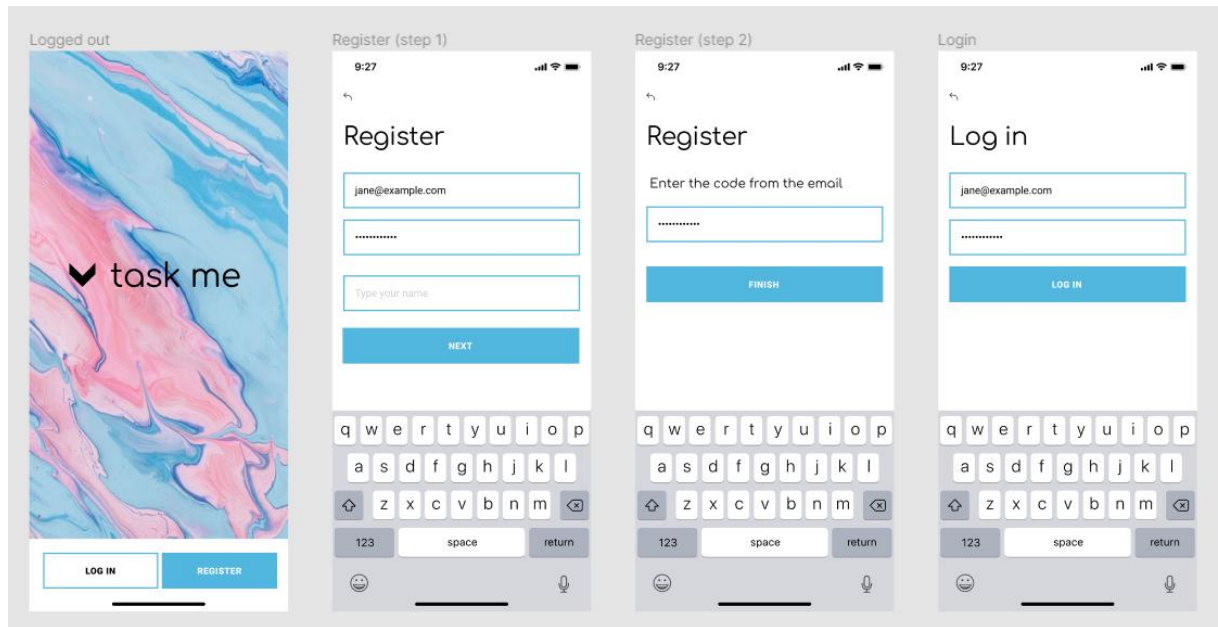 Logged out
task me
LOG IN
REGISTER
Register (step 1)
9:27
Register
jane@example.com
••••••••••••
Type your name
NEXT
q w e r t y u i o p
a s d f g h j k l
z x c v b n m
123 space return
Register (step 2)
9:27
Register
Enter the code from the email
••••••••••••
FINISH
q w e r t y u i o p
a s d f g h j k l
z x c v b n m
123 space return
Login
9:27
Log in
jane@example.com
••••••••••••
LOG IN
q w e r t y u i o p
a s d f g h j k l
z x c v b n m
123 space return